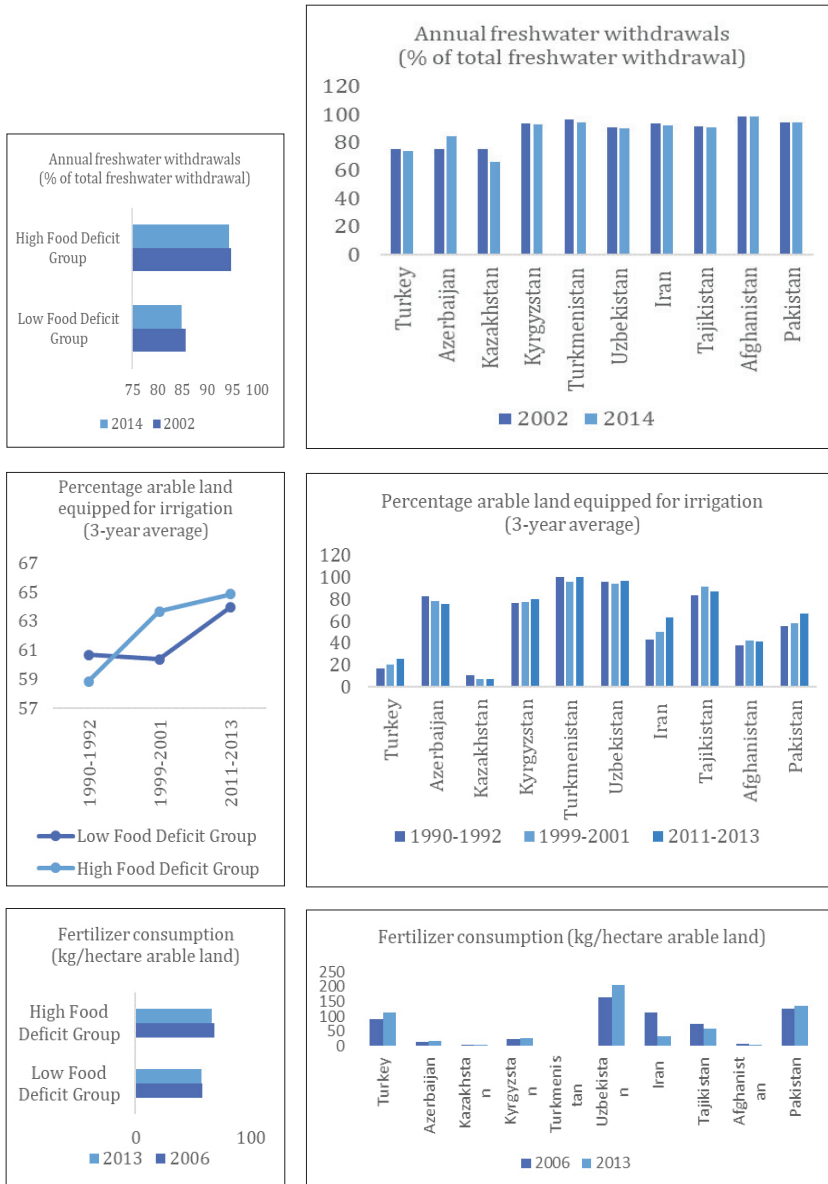 Annual freshwater withdrawals
(% of total freshwater withdrawal)
High Food Deficit
Group
Low Food Deficit
Group
75 80 85 90 95 100
2014 2002
Annual freshwater withdrawals
(% of total freshwater withdrawal)
120
100
80
60
40
20
0
Turkey
Azerbaijan
Kazakhstan
Kyrgyzstan
Turkmenistan
Uzbekistan
Iran
Tajikistan
Afghanistan
Pakistan
2002 2014
Percentage arable land
equipped for irrigation
(3-year average)
67
65
63
61
59
57
1990-1992
1999-2001
2011-2013
Low Food Deficit Group
High Food Deficit Group
Percentage arable land equipped for irrigation
(3-year average)
120
100
80
60
40
20
0
Turkey
Azerbaijan
Kazakhstan
Kyrgyzstan
Turkmenistan
Uzbekistan
Iran
Tajikistan
Afghanistan
Pakistan
1990-1992 1999-2001 2011-2013
Fertilizer consumption
(kg/hectare arable land)
High Food
Deficit Group
Low Food
Deficit Group
0 100
2013 2006
Fertilizer consumption (kg/hectare arable land)
250
200
150
100
50
0
Turkey
Azerbaijan
Kazakhsta
n
Kyrgyzsta
n
Turkmenis
tan
Uzbekista
n
Iran
Tajikistan
Afghanist
an
Pakistan
2006 2013